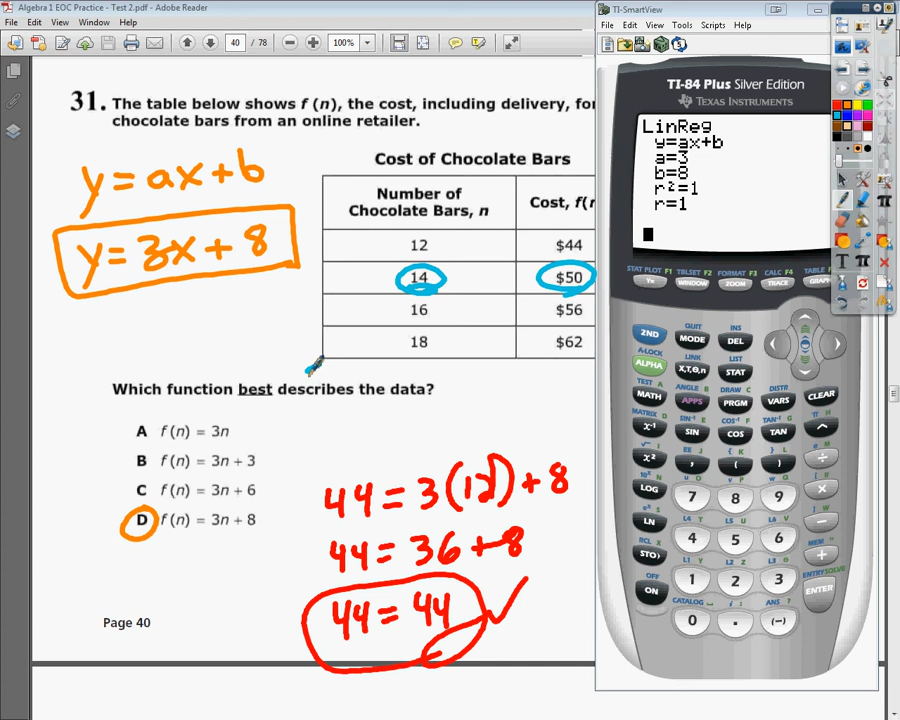 Algebra 1 EOC Practice - Test 2.pdf - Adobe Reader
File Edit View Window Help
40 / 78 100%
31. The table below shows f (n), the cost, including delivery, for
chocolate bars from an online retailer.
Cost of Chocolate Bars
Number of Chocolate Bars, n Cost, f(n
12 $44
14 $50
16 $56
18 $62
y = ax + b
y = 3x + 8
Which function best describes the data?
A f (n) = 3n
B f (n) = 3n + 3
C f (n) = 3n + 6
D f (n) = 3n + 8
44 = 3(12) + 8
44 = 36 + 8
44 = 44 ✓
Page 40
TI-SmartView
File Edit View Tools Scripts Help
TI-84 Plus Silver Edition
TEXAS INSTRUMENTS
LinReg
y=ax+b
a=3
b=8
r²=1
r=1
STAT PLOT F1 TBLSET F2 FORMAT F3 CALC F4 TABLE
Y= WINDOW ZOOM TRACE GRAPH
QUIT INS
2ND MODE DEL
A-LOCK LINK LIST
ALPHA X,T,Θ,n STAT
TEST A ANGLE B DRAW C DISTR
MATH APPS PRGM VARS CLEAR
MATRIX D SIN⁻¹ E COS⁻¹ F TAN⁻¹ G π H
x⁻¹ SIN COS TAN ^
x² , ( ) ÷
LOG 7 8 9 ×
LN 4 5 6 −
RCL X L1 Y L2 Z L3 θ MEM "
STO▸ 1 2 3 +
OFF CATALOG i : ANS ? ENTRY SOLVE
ON 0 . (−) ENTER